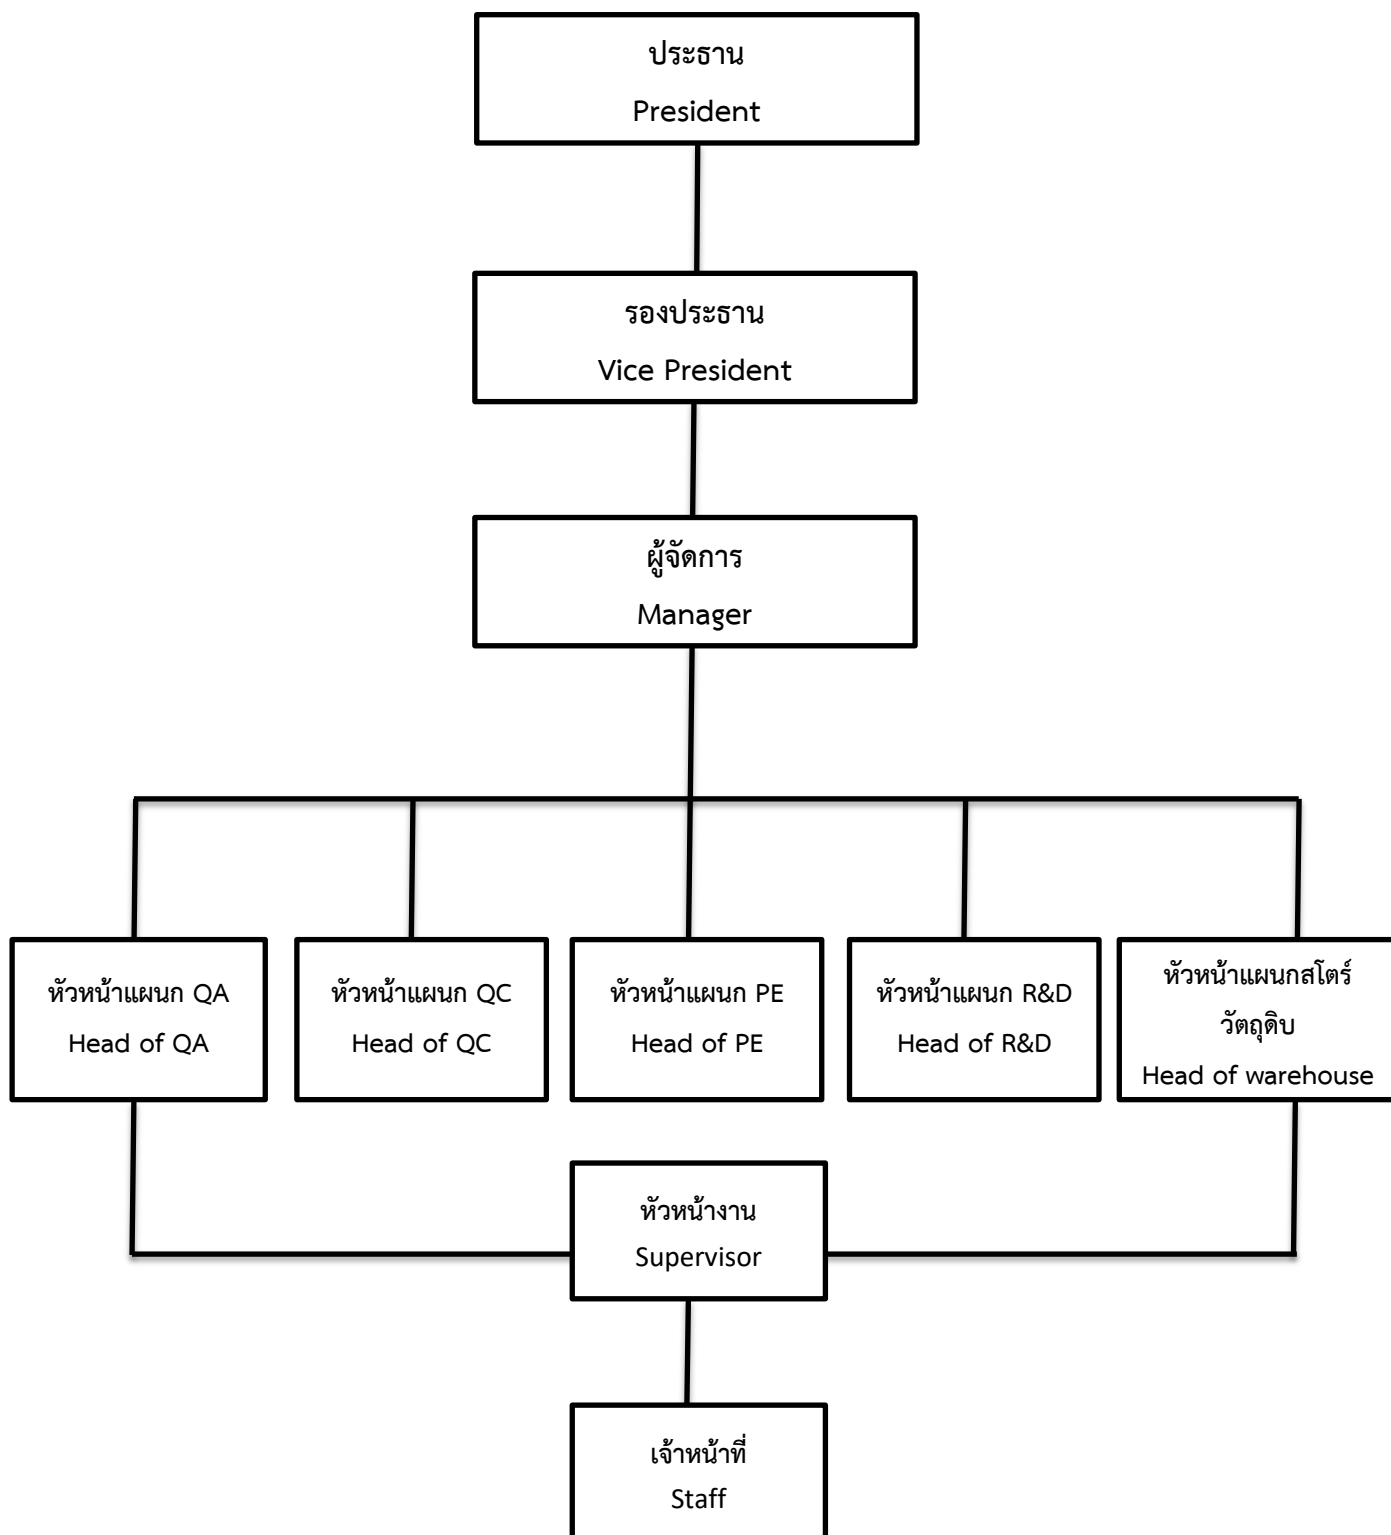 ประธาน
President
รองประธาน
Vice President
ผู้จัดการ
Manager
หัวหน้าแผนก QA
Head of QA
หัวหน้าแผนก QC
Head of QC
หัวหน้าแผนก PE
Head of PE
หัวหน้าแผนก R&D
Head of R&D
หัวหน้าแผนกสโตร์
วัตถุดิบ
Head of warehouse
หัวหน้างาน
Supervisor
เจ้าหน้าที่
Staff